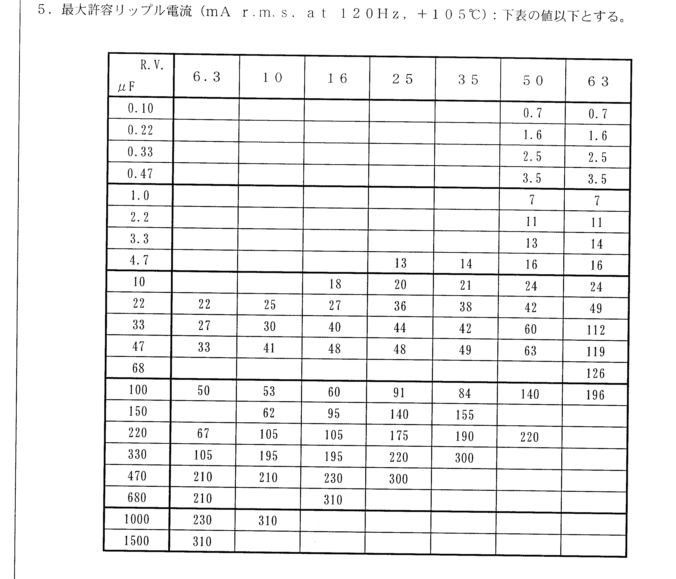 5．最大許容リップル電流（ｍＡ ｒ.ｍ.ｓ. ａｔ １２０Ｈｚ，＋１０５℃）：下表の値以下とする。
R.V.
μF
6.3 10 16 25 35 50 63
0.10 0.7 0.7
0.22 1.6 1.6
0.33 2.5 2.5
0.47 3.5 3.5
1.0 7 7
2.2 11 11
3.3 13 14
4.7 13 14 16 16
10 18 20 21 24 24
22 22 25 27 36 38 42 49
33 27 30 40 44 42 60 112
47 33 41 48 48 49 63 119
68 126
100 50 53 60 91 84 140 196
150 62 95 140 155
220 67 105 105 175 190 220
330 105 195 195 220 300
470 210 210 230 300
680 210 310
1000 230 310
1500 310